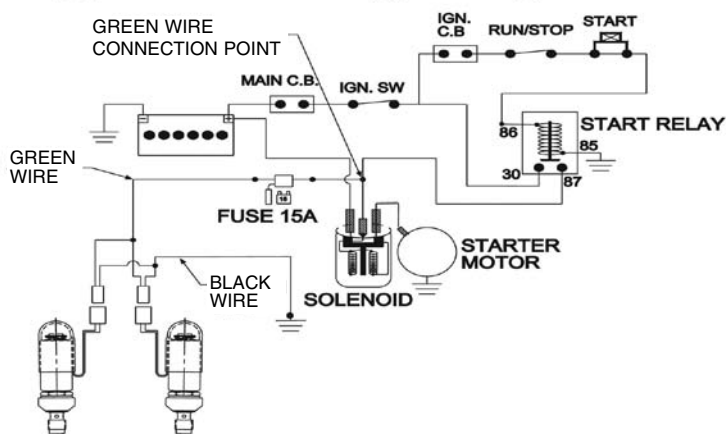 GREEN WIRE
CONNECTION POINT
IGN.
C.B
RUN/STOP
START
MAIN C.B.
IGN. SW
86
START RELAY
85
30
87
GREEN
WIRE
FUSE 15A
15
STARTER
MOTOR
SOLENOID
BLACK
WIRE